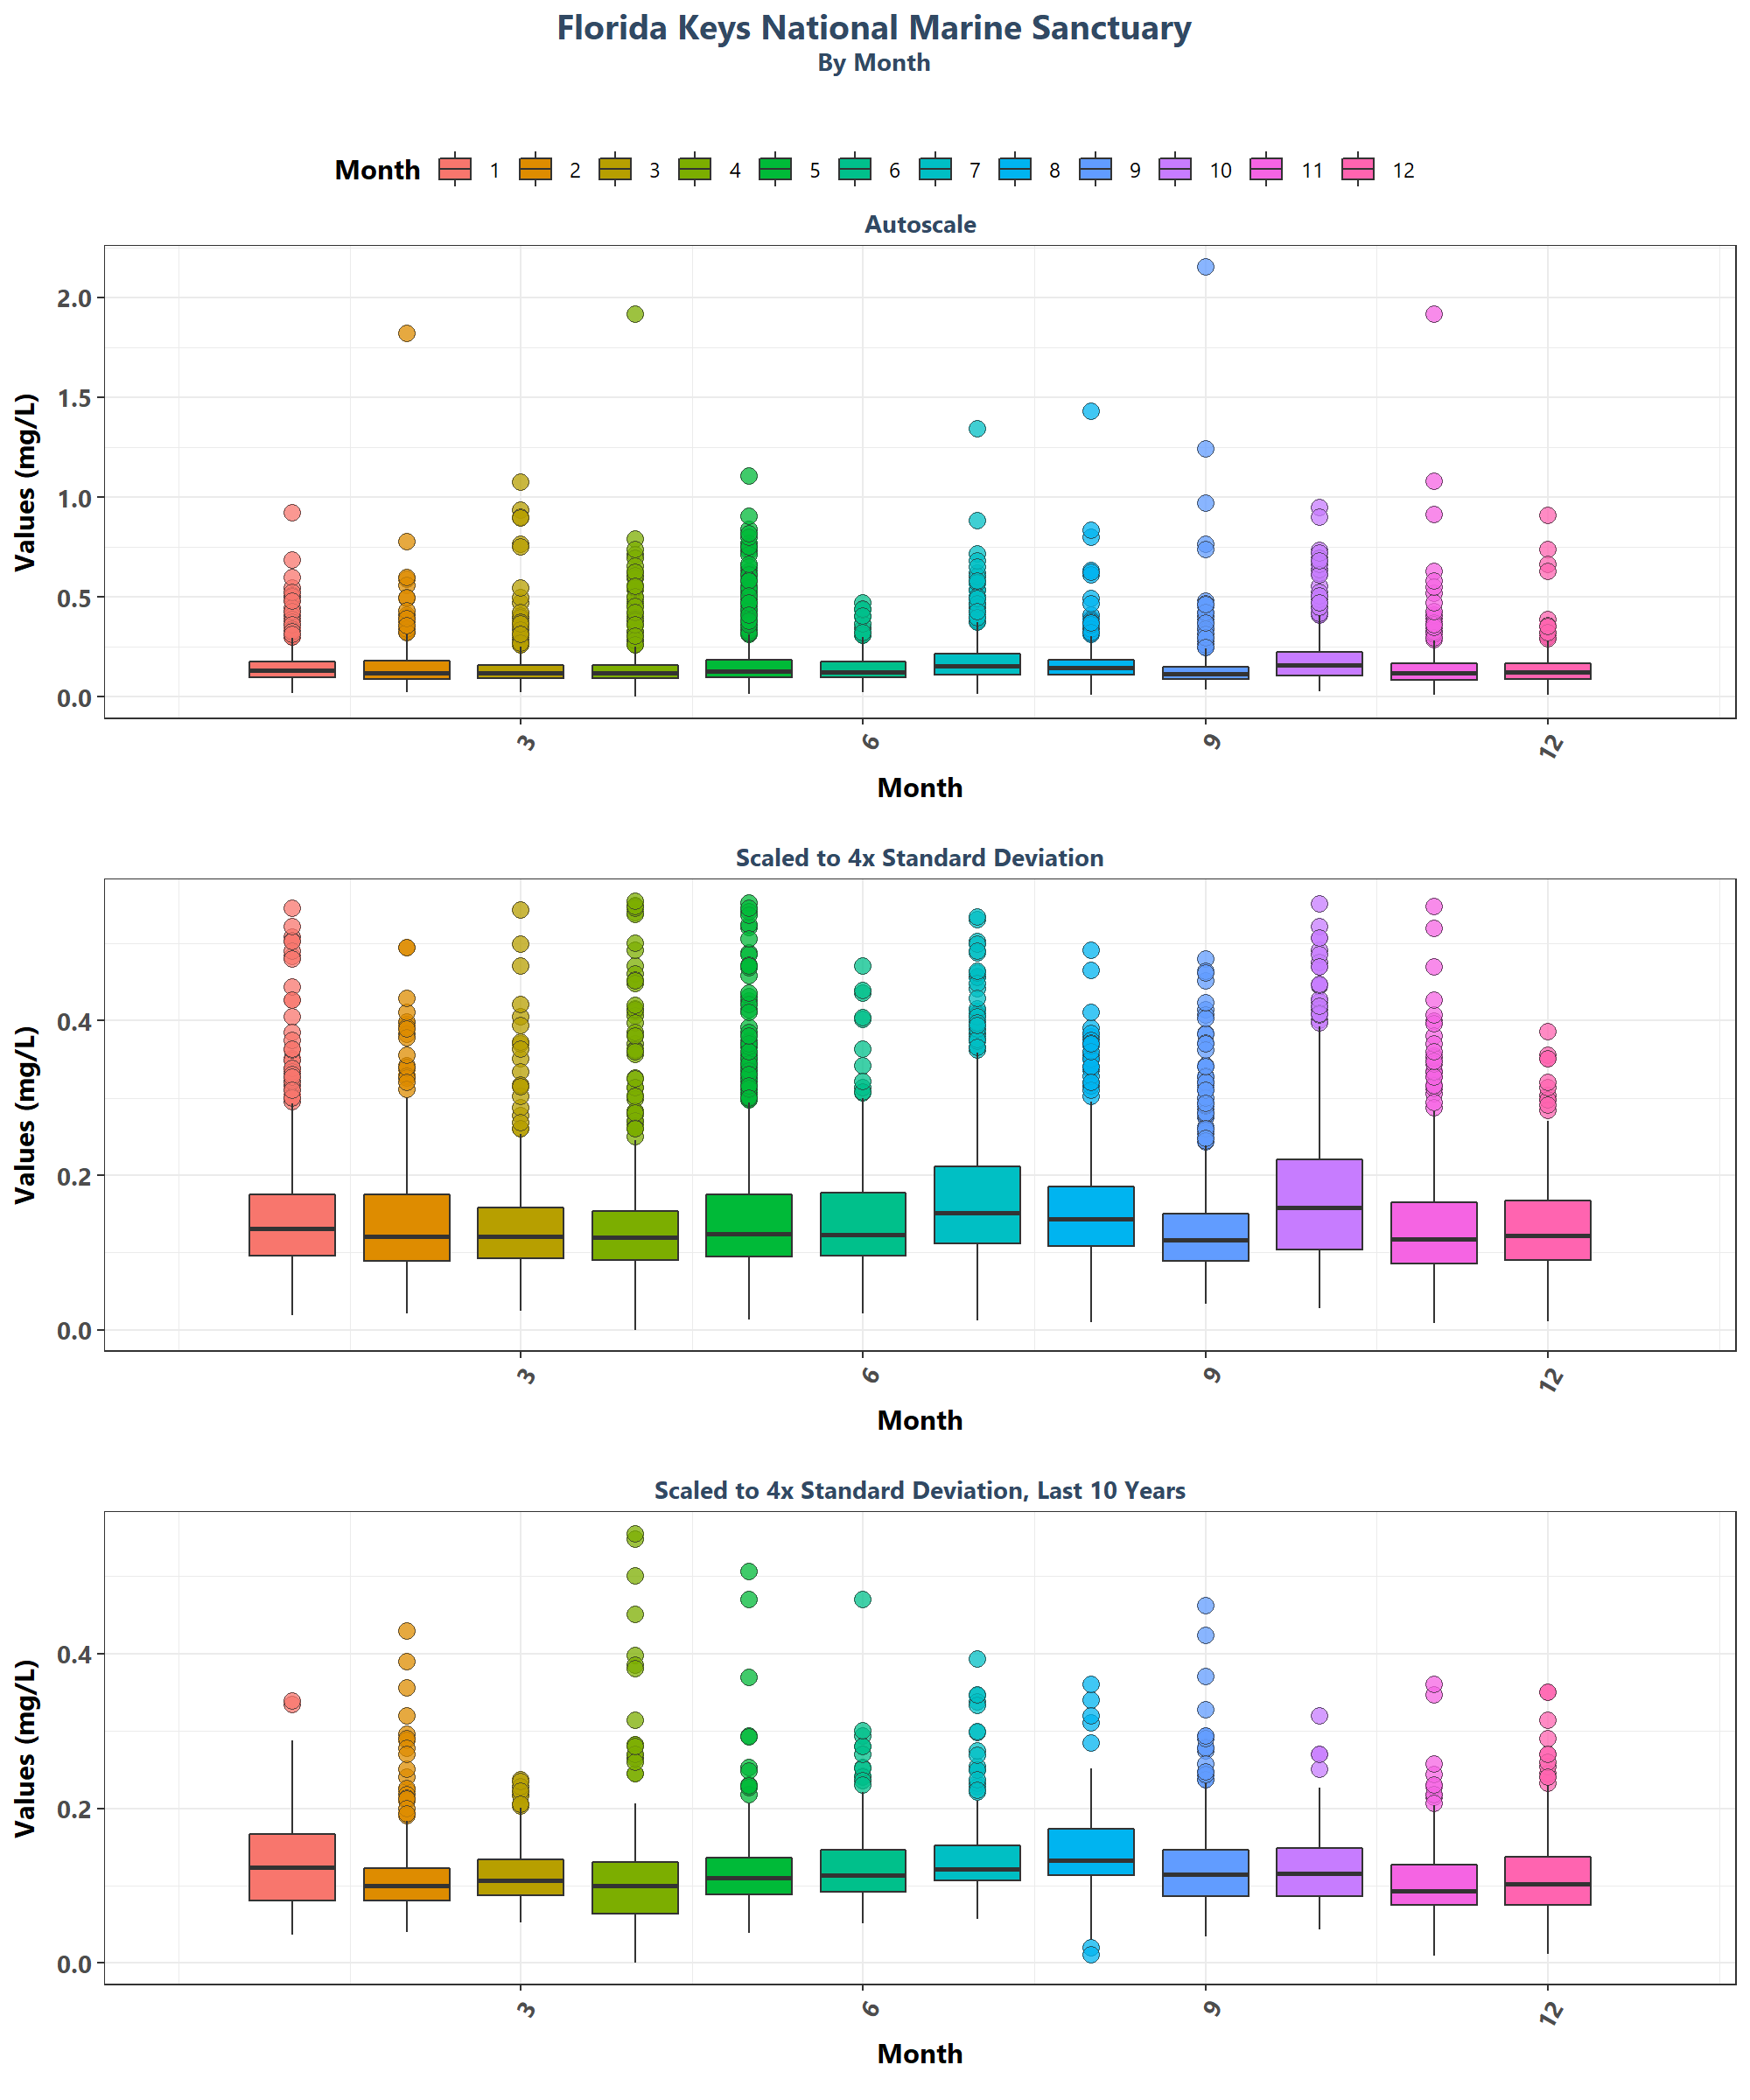 Florida Keys National Marine Sanctuary
By Month
Month 1 2 3 4 5 6 7 8 9 10 11 12
Autoscale
Values (mg/L)
2.0
1.5
1.0
0.5
0.0
3 6 9 12
Month
Scaled to 4x Standard Deviation
Values (mg/L)
0.4
0.2
0.0
3 6 9 12
Month
Scaled to 4x Standard Deviation, Last 10 Years
Values (mg/L)
0.4
0.2
0.0
3 6 9 12
Month